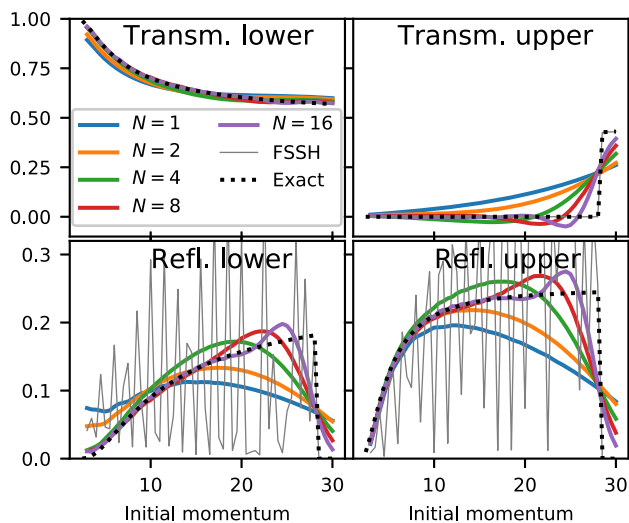 Transm. lower
Transm. upper
1.00
0.75
0.50
0.25
0.00
N = 1
N = 2
N = 4
N = 8
N = 16
FSSH
Exact
Refl. lower
Refl. upper
0.3
0.2
0.1
0.0
10 20 30
10 20 30
Initial momentum
Initial momentum